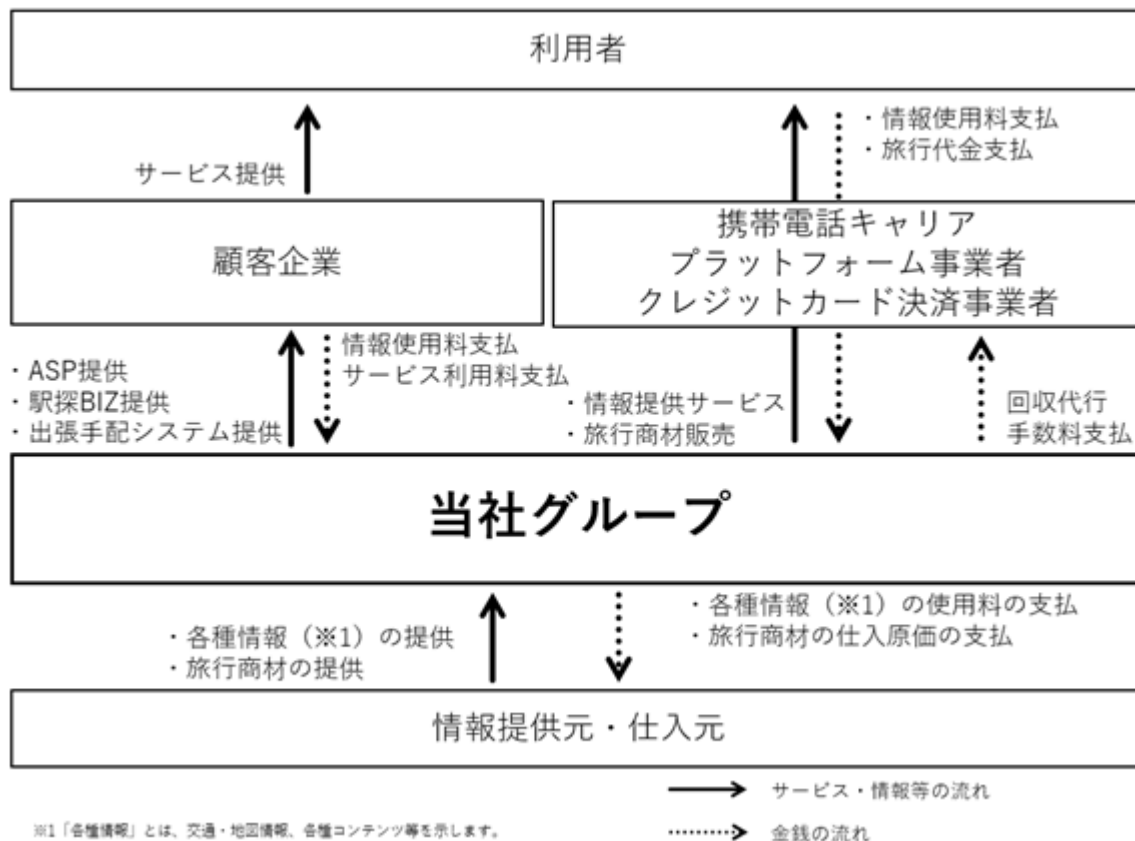 利用者
・情報使用料支払
・旅行代金支払
サービス提供
顧客企業
携帯電話キャリア
プラットフォーム事業者
クレジットカード決済事業者
情報使用料支払
サービス利用料支払
・ASP提供
・駅探BIZ提供
・出張手配システム提供
・情報提供サービス
・旅行商材販売
回収代行
手数料支払
当社グループ
・各種情報（※1）の提供
・旅行商材の提供
・各種情報（※1）の使用料の支払
・旅行商材の仕入原価の支払
情報提供元・仕入元
サービス・情報等の流れ
金銭の流れ
※1「各種情報」とは、交通・地図情報、各種コンテンツ等を示します。